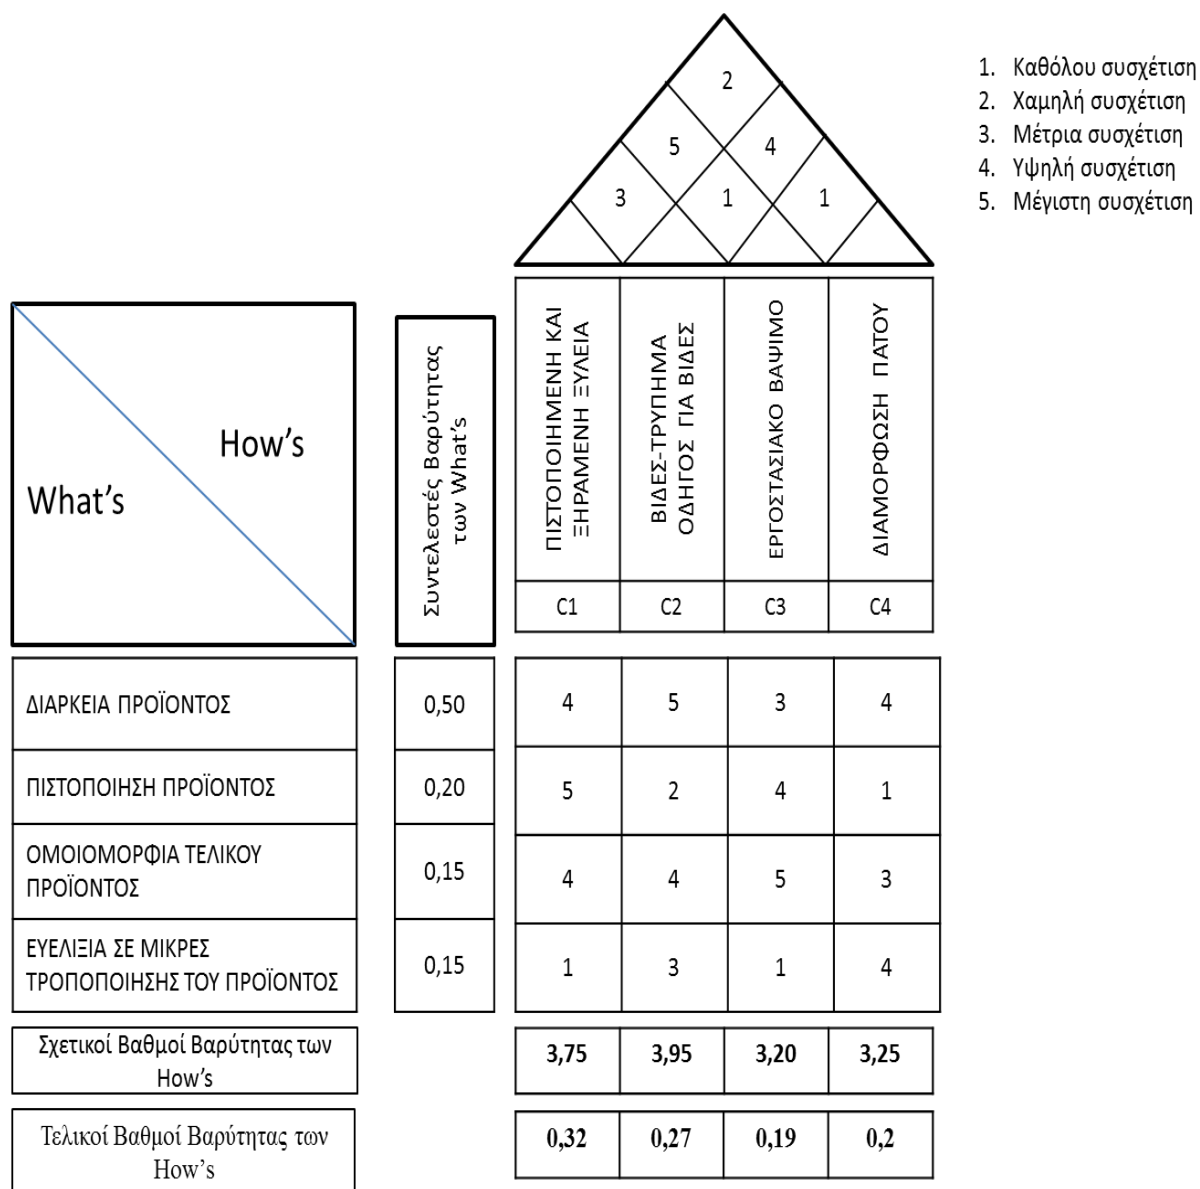 2
5 4
3 1 1
1. Καθόλου συσχέτιση
2. Χαμηλή συσχέτιση
3. Μέτρια συσχέτιση
4. Υψηλή συσχέτιση
5. Μέγιστη συσχέτιση
How's
What's
Συντελεστές Βαρύτητας
των What's
ΠΙΣΤΟΠΟΙΗΜΕΝΗ ΚΑΙ
ΞΗΡΑΜΕΝΗ ΞΥΛΕΙΑ
ΒΙΔΕΣ-ΤΡΥΠΗΜΑ
ΟΔΗΓΟΣ ΓΙΑ ΒΙΔΕΣ
ΕΡΓΟΣΤΑΣΙΑΚΟ ΒΑΨΙΜΟ
ΔΙΑΜΟΡΦΩΣΗ ΠΑΤΟΥ
C1 C2 C3 C4
ΔΙΑΡΚΕΙΑ ΠΡΟΪΟΝΤΟΣ 0,50 4 5 3 4
ΠΙΣΤΟΠΟΙΗΣΗ ΠΡΟΪΟΝΤΟΣ 0,20 5 2 4 1
ΟΜΟΙΟΜΟΡΦΙΑ ΤΕΛΙΚΟΥ
ΠΡΟΪΟΝΤΟΣ 0,15 4 4 5 3
ΕΥΕΛΙΞΙΑ ΣΕ ΜΙΚΡΕΣ
ΤΡΟΠΟΠΟΙΗΣΗΣ ΤΟΥ ΠΡΟΪΟΝΤΟΣ 0,15 1 3 1 4
Σχετικοί Βαθμοί Βαρύτητας των
How's 3,75 3,95 3,20 3,25
Τελικοί Βαθμοί Βαρύτητας των
How's 0,32 0,27 0,19 0,2